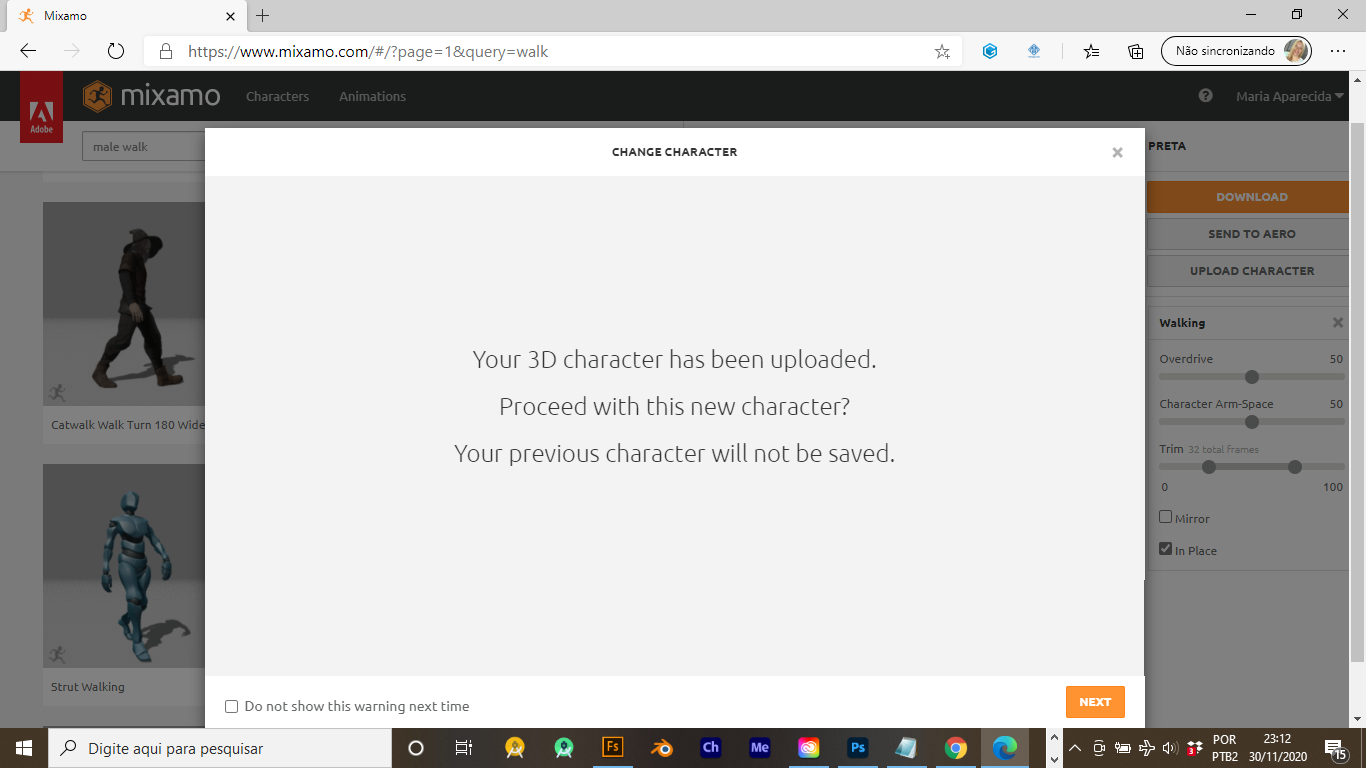 Mixamo
https://www.mixamo.com/#/?page=1&query=walk
Não sincronizando
Adobe
mixamo
Characters
Animations
Maria Aparecida
male walk
CHANGE CHARACTER
PRETA
DOWNLOAD
SEND TO AERO
UPLOAD CHARACTER
Walking
Overdrive 50
Character Arm-Space 50
Trim 32 total frames
0 100
Mirror
In Place
Catwalk Walk Turn 180 Wide
Strut Walking
Your 3D character has been uploaded.
Proceed with this new character?
Your previous character will not be saved.
Do not show this warning next time
NEXT
Digite aqui para pesquisar
Fs
Ch
Me
Ps
3
POR
PTB2
23:12
30/11/2020
15